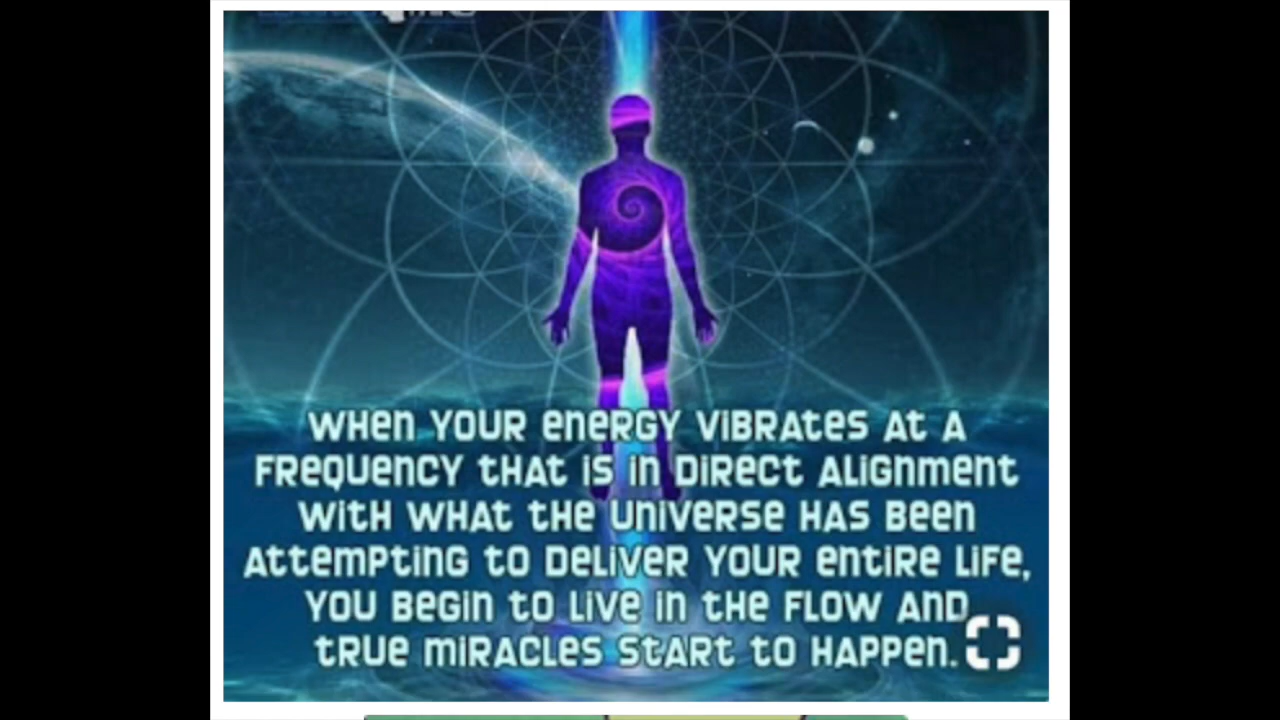 WHEN YOUR ENERGY VIBRATES AT A
FREQUENCY THAT IS IN DIRECT ALIGNMENT
WITH WHAT THE UNIVERSE HAS BEEN
ATTEMPTING TO DELIVER YOUR ENTIRE LIFE,
YOU BEGIN TO LIVE IN THE FLOW AND
TRUE MIRACLES START TO HAPPEN.